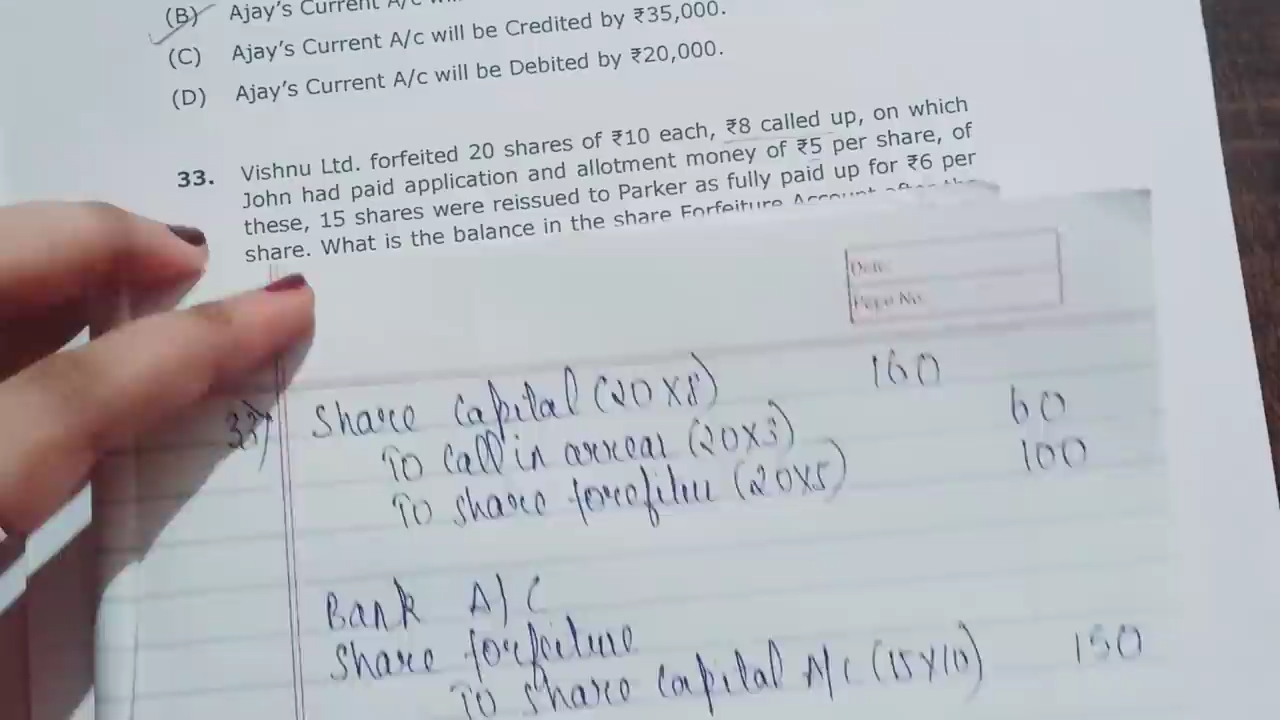 (B) Ajay's Current A/c
(C) Ajay's Current A/c will be Credited by ₹35,000.
(D) Ajay's Current A/c will be Debited by ₹20,000.
33. Vishnu Ltd. forfeited 20 shares of ₹10 each, ₹8 called up, on which
John had paid application and allotment money of ₹5 per share, of
these, 15 shares were reissued to Parker as fully paid up for ₹6 per
share. What is the balance in the share Forfeiture Account after the
Date:
Page No.
33) Share Capital (20X8) 160
To Call in arrear (20X3) 60
To share (20X5) 100
Bank A/C
Share forfeiture
To share capital A/C (15X10) 150